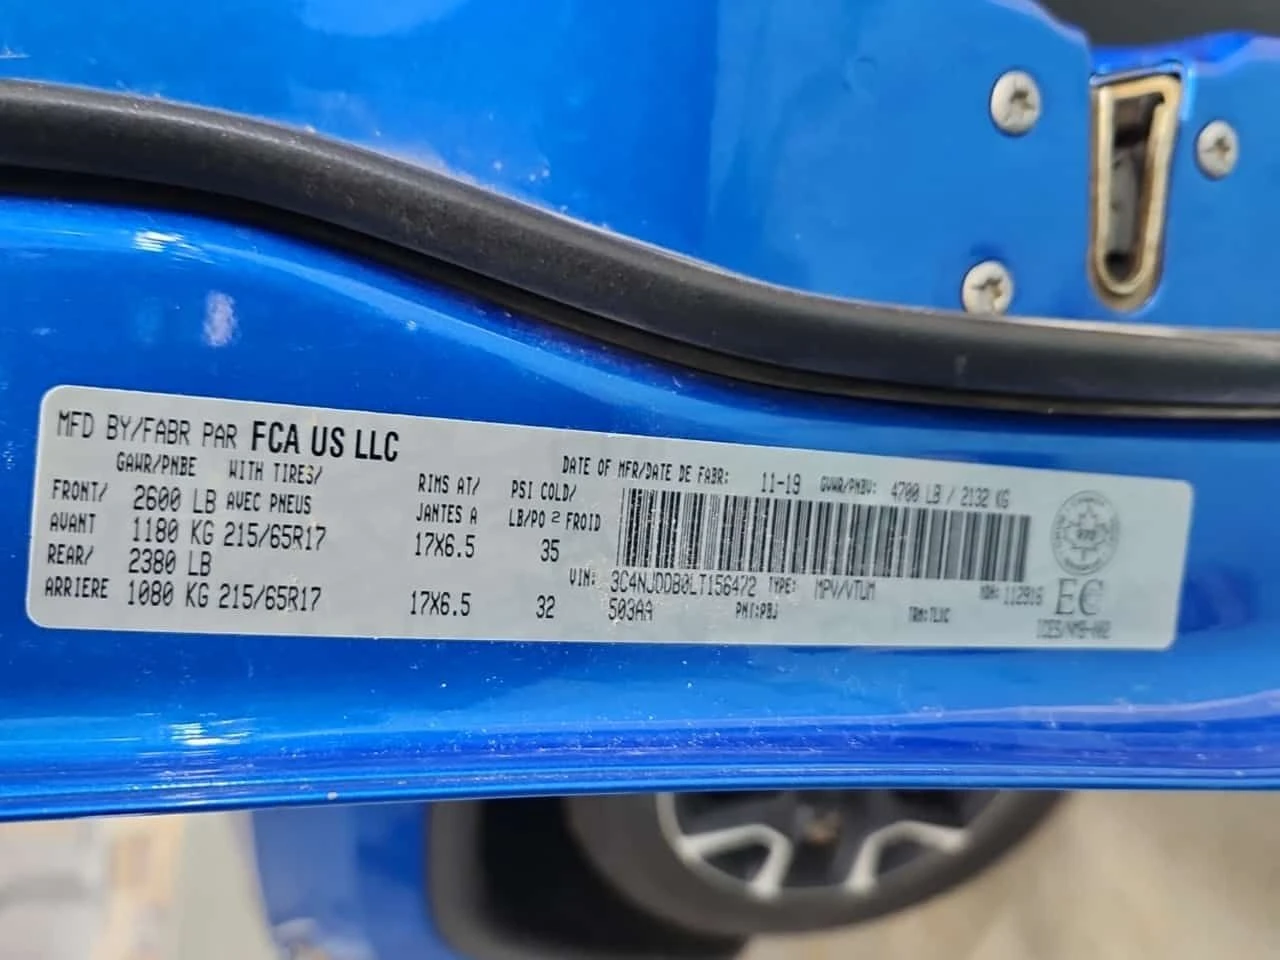 MFD BY/FABR PAR FCA US LLC
DATE OF MFR/DATE DE FABR: 11-19 GVWR/PNBV: 4700 LB / 2132 KG
GAWR/PNBE WITH TIRES/ RIMS AT/ PSI COLD/
FRONT/ 2600 LB AVEC PNEUS JANTES A LB/PO² FROID
AVANT 1180 KG 215/65R17 17X6.5 35
REAR/ 2380 LB
ARRIERE 1080 KG 215/65R17 17X6.5 32
VIN: 3C4NJDDB0LT156472 TYPE: MPV/VTUM
503AA PNT:PBJ
EC